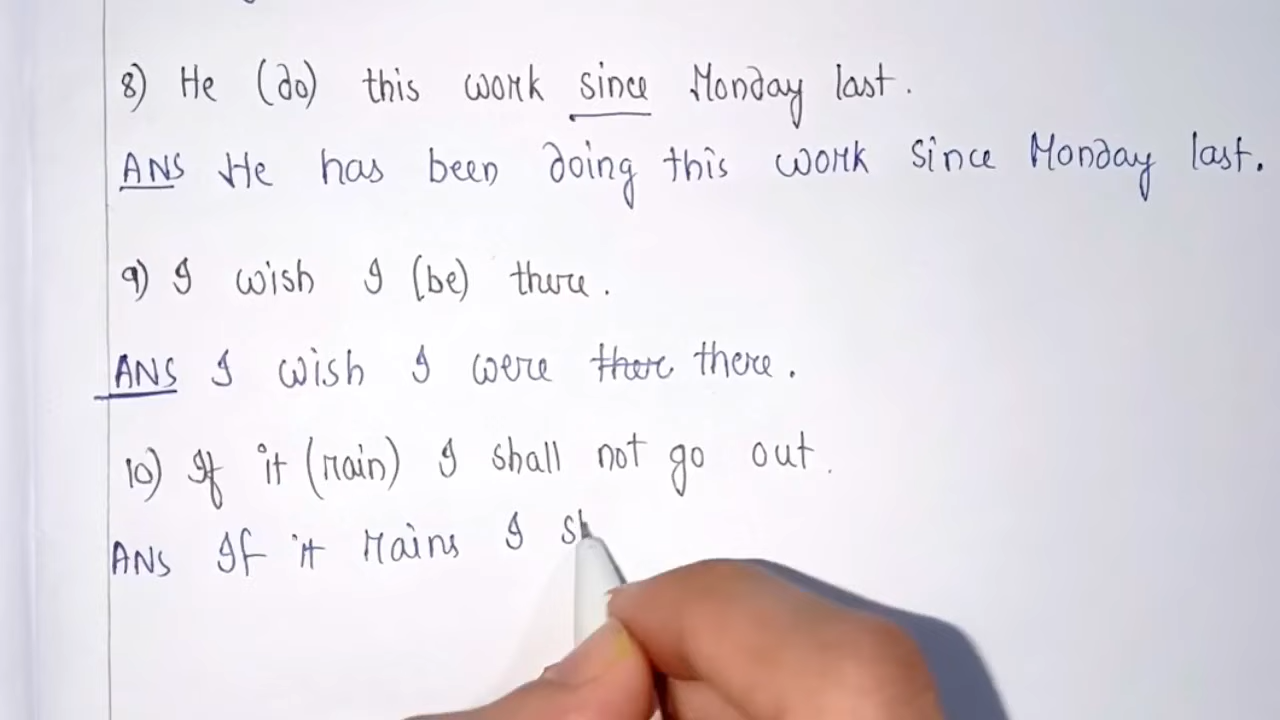 8) He (do) this work since Monday last.
ANS He has been doing this work since Monday last.
9) I wish I (be) there.
ANS I wish I were there there.
10) If it (rain) I shall not go out.
ANS If it rains I sh